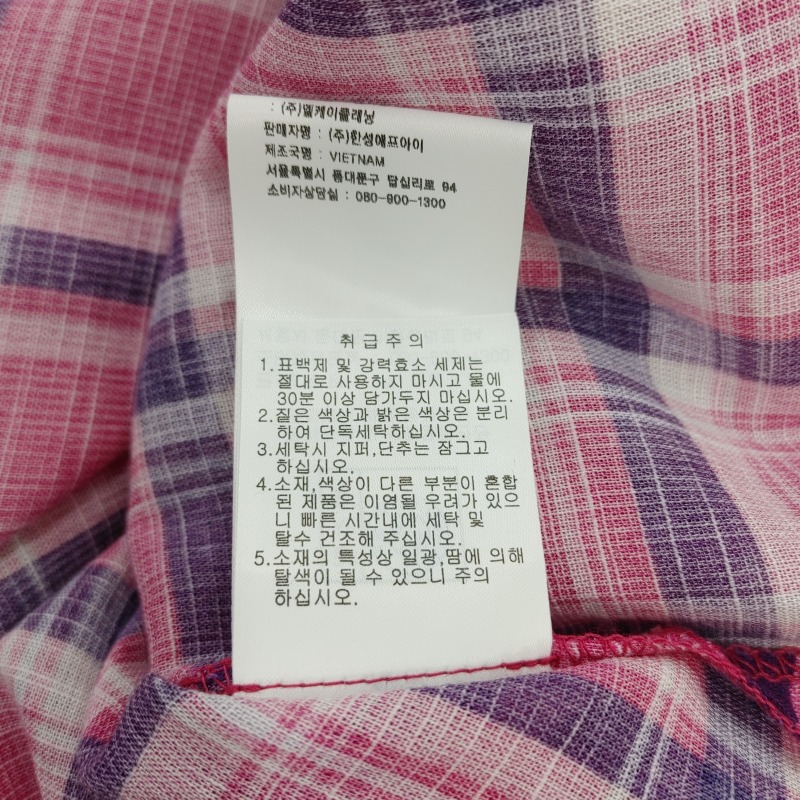 : (주)엘케이플래닝
판매자명 : (주)한성에프아이
제조국명 : VIETNAM
서울특별시 동대문구 답십리로 94
소비자상담실 : 080-900-1300
취 급 주 의
1. 표백제 및 강력효소 세제는
절대로 사용하지 마시고 물에
30분 이상 담가두지 마십시오.
2. 짙은 색상과 밝은 색상은 분리
하여 단독세탁하십시오.
3. 세탁시 지퍼,단추는 잠그고
하십시오.
4. 소재,색상이 다른 부분이 혼합
된 제품은 이염될 우려가 있으
니 빠른 시간내에 세탁 및
탈수 건조해 주십시오.
5. 소재의 특성상 일광,땀에 의해
탈색이 될 수 있으니 주의
하십시오.